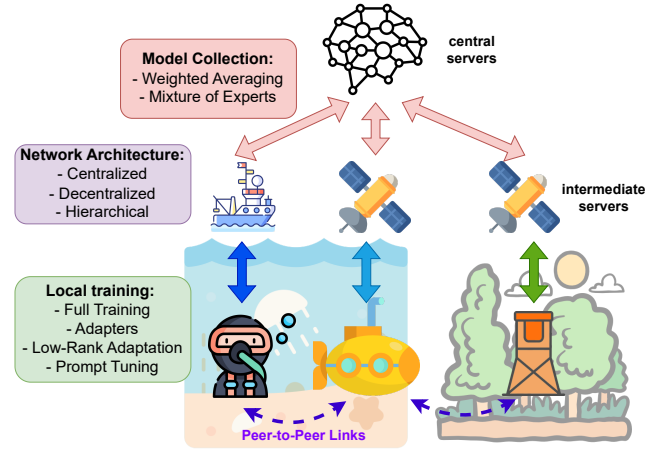 Model Collection:
- Weighted Averaging
- Mixture of Experts
central
servers
Network Architecture:
- Centralized
- Decentralized
- Hierarchical
intermediate
servers
Local training:
- Full Training
- Adapters
- Low-Rank Adaptation
- Prompt Tuning
Peer-to-Peer Links